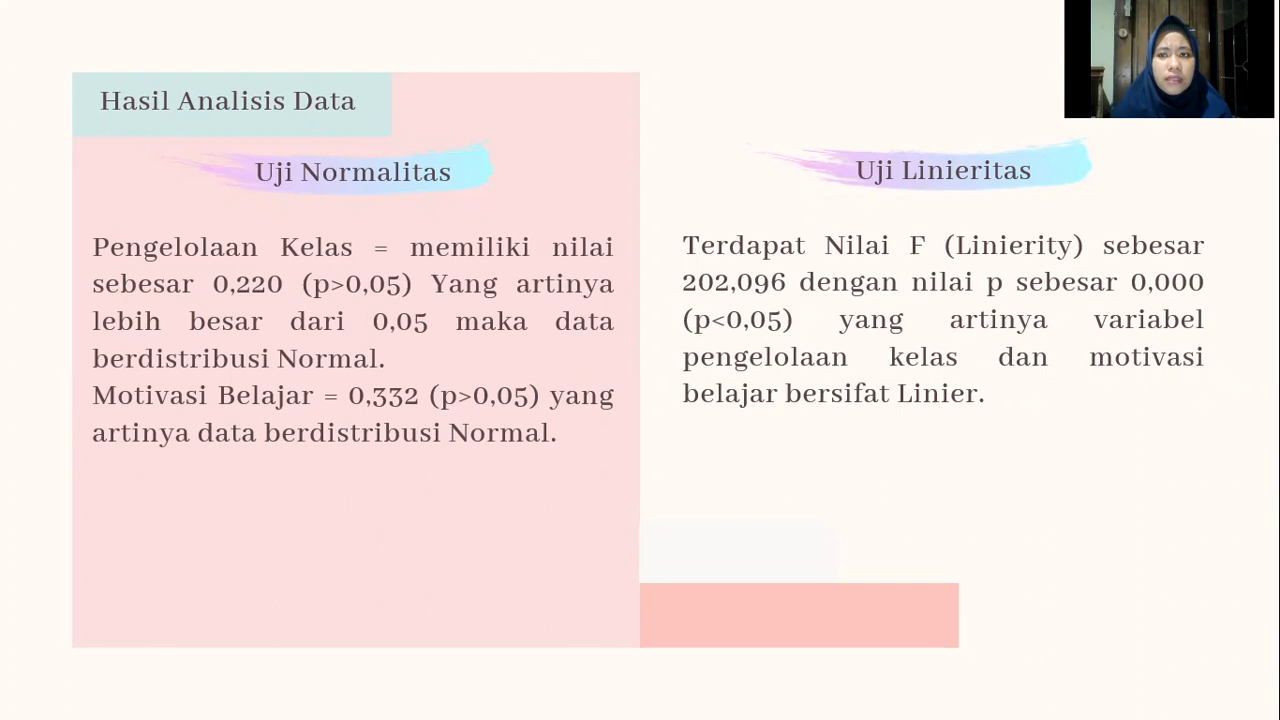 Hasil Analisis Data
Uji Normalitas
Pengelolaan Kelas = memiliki nilai
sebesar 0,220 (p>0,05) Yang artinya
lebih besar dari 0,05 maka data
berdistribusi Normal.
Motivasi Belajar = 0,332 (p>0,05) yang
artinya data berdistribusi Normal.
Uji Linieritas
Terdapat Nilai F (Linierity) sebesar
202,096 dengan nilai p sebesar 0,000
(p<0,05) yang artinya variabel
pengelolaan kelas dan motivasi
belajar bersifat Linier.